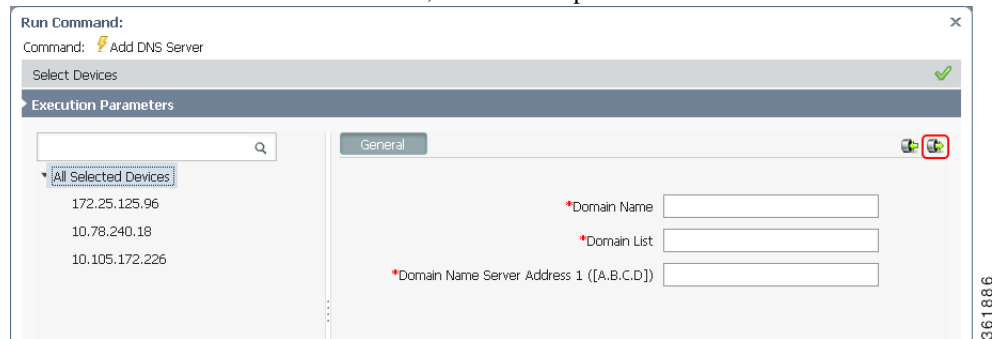 Run Command:
Command: Add DNS Server
Select Devices
Execution Parameters
General
All Selected Devices
172.25.125.96
10.78.240.18
10.105.172.226
*Domain Name
*Domain List
*Domain Name Server Address 1 ([A.B.C.D])
361886